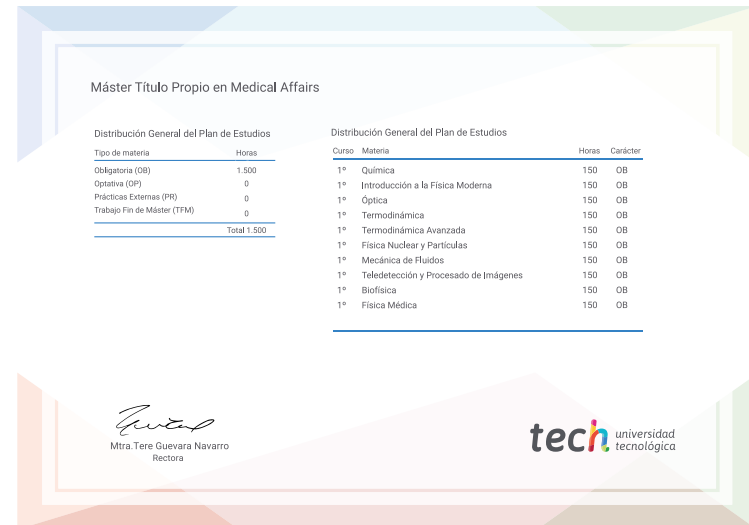 Máster Título Propio en Medical Affairs
Distribución General del Plan de Estudios
Tipo de materia Horas
Obligatoria (OB) 1.500
Optativa (OP) 0
Prácticas Externas (PR) 0
Trabajo Fin de Máster (TFM) 0
Total 1.500
Distribución General del Plan de Estudios
Curso Materia Horas Carácter
1º Química 150 OB
1º Introducción a la Física Moderna 150 OB
1º Óptica 150 OB
1º Termodinámica 150 OB
1º Termodinámica Avanzada 150 OB
1º Física Nuclear y Partículas 150 OB
1º Mecánica de Fluidos 150 OB
1º Teledetección y Procesado de Imágenes 150 OB
1º Biofísica 150 OB
1º Física Médica 150 OB
Mtra.Tere Guevara Navarro
Rectora
tech universidad
tecnológica